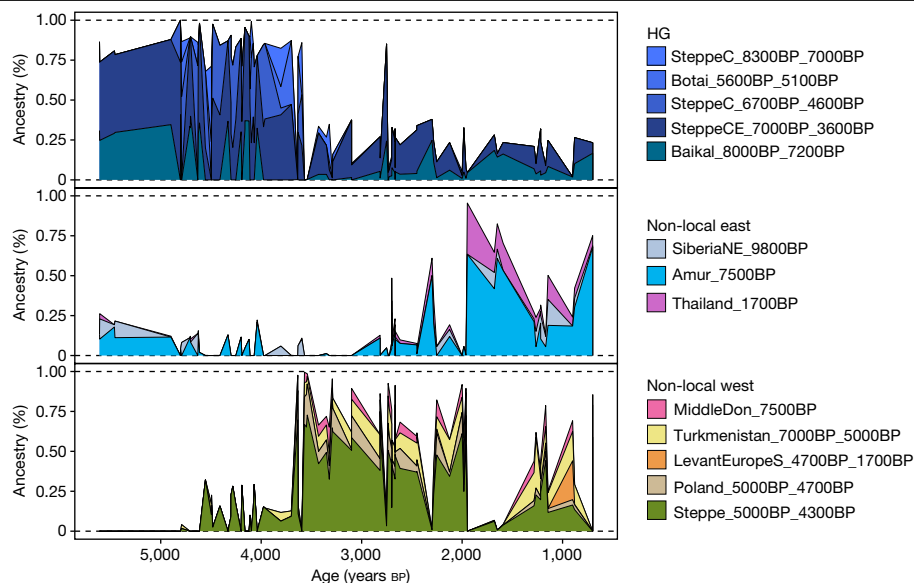 1.00
0.75
0.50
0.25
0
Ancestry (%)
HG
SteppeC_8300BP_7000BP
Botai_5600BP_5100BP
SteppeC_6700BP_4600BP
SteppeCE_7000BP_3600BP
Baikal_8000BP_7200BP
1.00
0.75
0.50
0.25
0
Ancestry (%)
Non-local east
SiberiaNE_9800BP
Amur_7500BP
Thailand_1700BP
1.00
0.75
0.50
0.25
0
Ancestry (%)
Non-local west
MiddleDon_7500BP
Turkmenistan_7000BP_5000BP
LevantEuropeS_4700BP_1700BP
Poland_5000BP_4700BP
Steppe_5000BP_4300BP
5,000 4,000 3,000 2,000 1,000
Age (years BP)